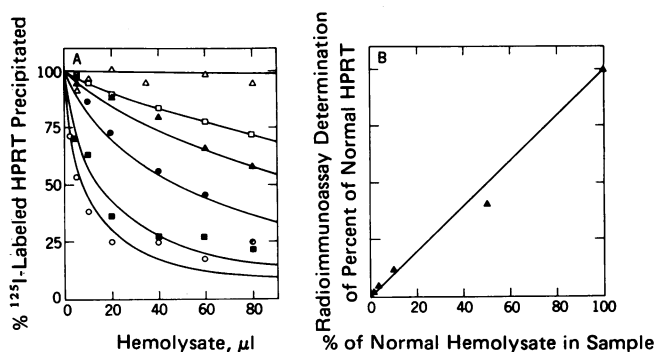 A
% 125I-Labeled HPRT Precipitated
100
75
50
25
0
0 20 40 60 80
Hemolysate, µl
B
Radioimmunoassay Determination
of Percent of Normal HPRT
0 20 40 60 80 100
% of Normal Hemolysate in Sample